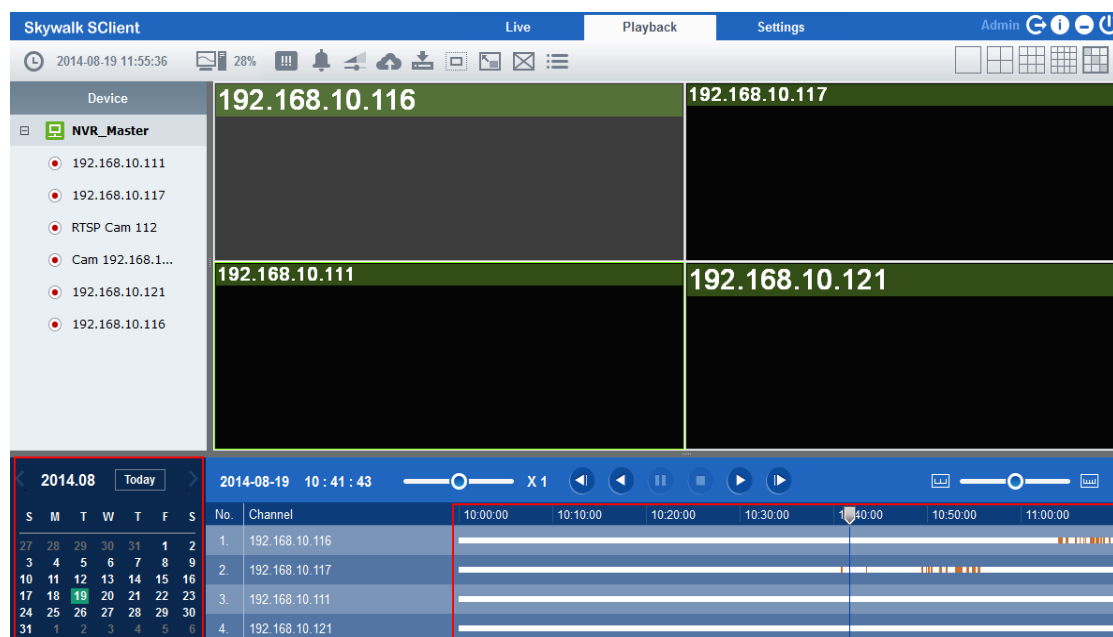 Skywalk SClient Live Playback Settings Admin
2014-08-19 11:55:36 28%
Device
NVR_Master
192.168.10.111
192.168.10.117
RTSP Cam 112
Cam 192.168.1...
192.168.10.121
192.168.10.116
192.168.10.116
192.168.10.117
192.168.10.111
192.168.10.121
2014.08 Today
S M T W T F S
27 28 29 30 31 1 2
3 4 5 6 7 8 9
10 11 12 13 14 15 16
17 18 19 20 21 22 23
24 25 26 27 28 29 30
31 1 2 3 4 5 6
2014-08-19 10:41:43 X 1
No. Channel 10:00:00 10:10:00 10:20:00 10:30:00 10:40:00 10:50:00 11:00:00
1. 192.168.10.116
2. 192.168.10.117
3. 192.168.10.111
4. 192.168.10.121